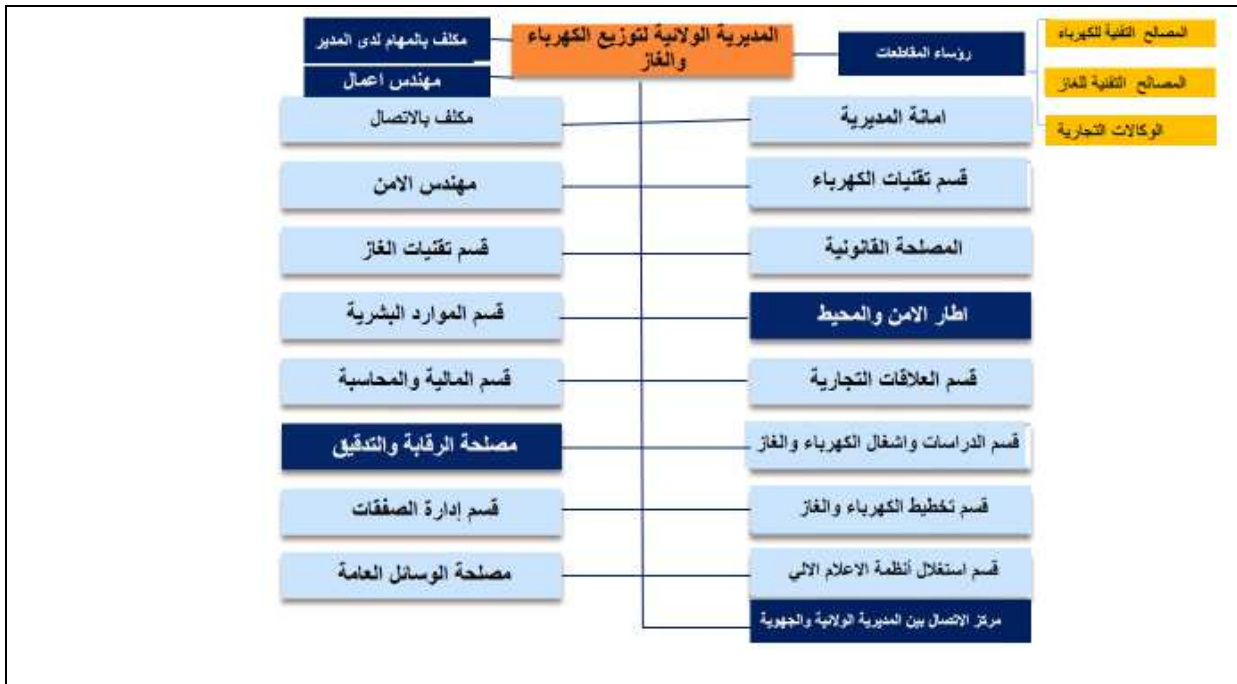 المديرية الولائية لتوزيع الكهرباء
والغاز
مكلف بالمهام لدى المدير
مهندس اعمال
رؤساء المقاطعات
المصالح التقنية للكهرباء
المصالح التقنية للغاز
الوكالات التجارية
امانة المديرية
مكلف بالاتصال
قسم تقنيات الكهرباء
مهندس الامن
المصلحة القانونية
قسم تقنيات الغاز
اطار الامن والمحيط
قسم الموارد البشرية
قسم العلاقات التجارية
قسم المالية والمحاسبة
قسم الدراسات واشغال الكهرباء والغاز
مصلحة الرقابة والتدقيق
قسم تخطيط الكهرباء والغاز
قسم إدارة الصفقات
قسم استغلال أنظمة الاعلام الالي
مصلحة الوسائل العامة
مركز الاتصال بين المديرية الولائية والجهوية